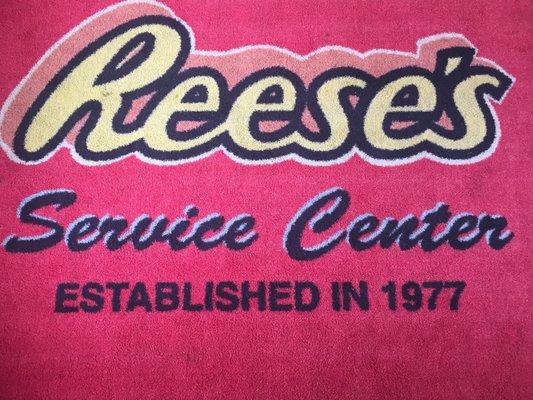 Reese's
Service Center
ESTABLISHED IN 1977